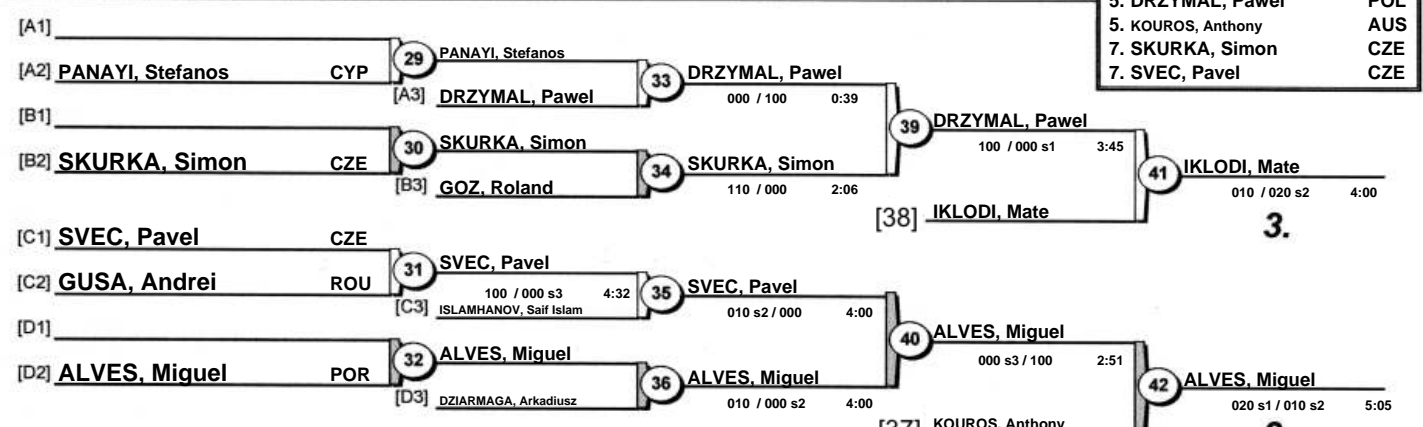 5. DRZYMAL, Pawel POL
5. KOUROS, Anthony AUS
7. SKURKA, Simon CZE
7. SVEC, Pavel CZE
[A1]
[A2] PANAYI, Stefanos CYP
29
PANAYI, Stefanos
[A3] DRZYMAL, Pawel
33
DRZYMAL, Pawel
000 / 100 0:39
[B1]
[B2] SKURKA, Simon CZE
30
SKURKA, Simon
[B3] GOZ, Roland
34
SKURKA, Simon
110 / 000 2:06
39
DRZYMAL, Pawel
100 / 000 s1 3:45
[38] IKLODI, Mate
41
IKLODI, Mate
010 / 020 s2 4:00
3.
[C1] SVEC, Pavel CZE
[C2] GUSA, Andrei ROU
31
SVEC, Pavel
100 / 000 s3 4:32
[C3] ISLAMHANOV, Saif Islam
35
SVEC, Pavel
010 s2 / 000 4:00
[D1]
[D2] ALVES, Miguel POR
32
ALVES, Miguel
[D3] DZIARMAGA, Arkadiusz
36
ALVES, Miguel
010 / 000 s2 4:00
40
ALVES, Miguel
000 s3 / 100 2:51
[37] KOUROS, Anthony
42
ALVES, Miguel
020 s1 / 010 s2 5:05